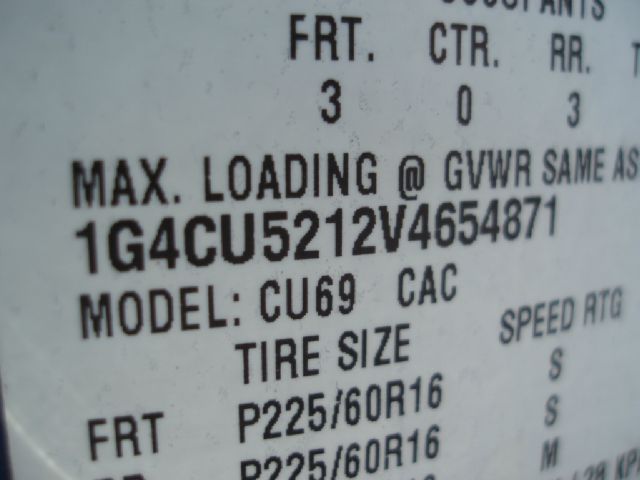 FRT. CTR. RR.
3 0 3
MAX. LOADING @ GVWR SAME AS
1G4CU5212V4654871
MODEL: CU69 CAC
TIRE SIZE SPEED RTG
FRT P225/60R16 S
P225/60R16 S
M